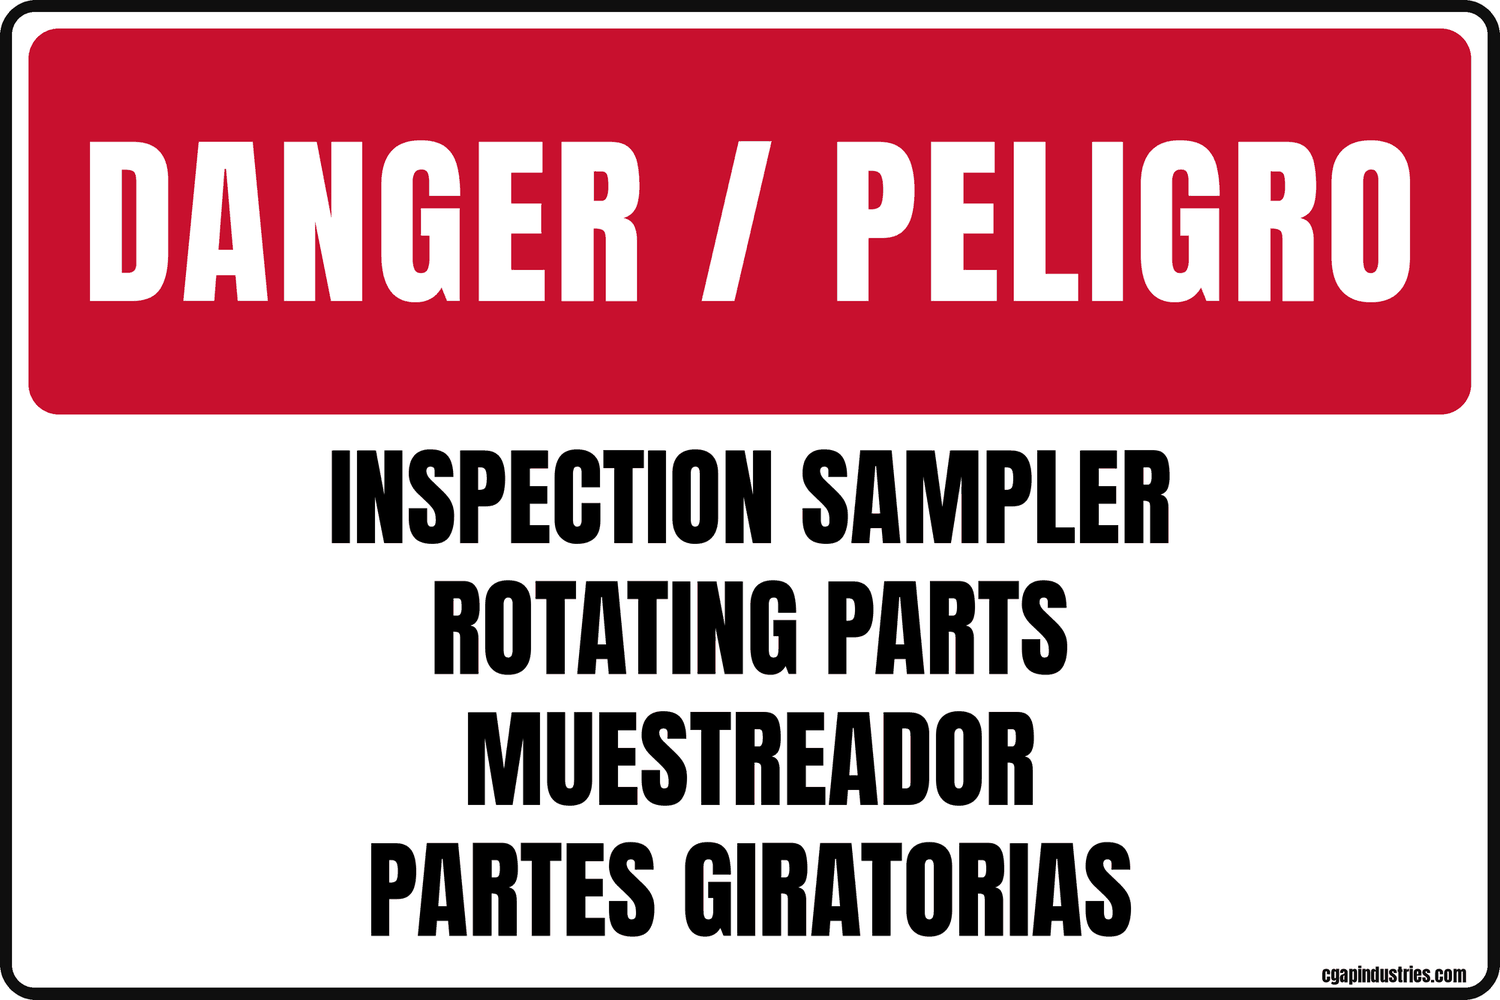 DANGER / PELIGRO
INSPECTION SAMPLER
ROTATING PARTS
MUESTREADOR
PARTES GIRATORIAS
cgapindustries.com